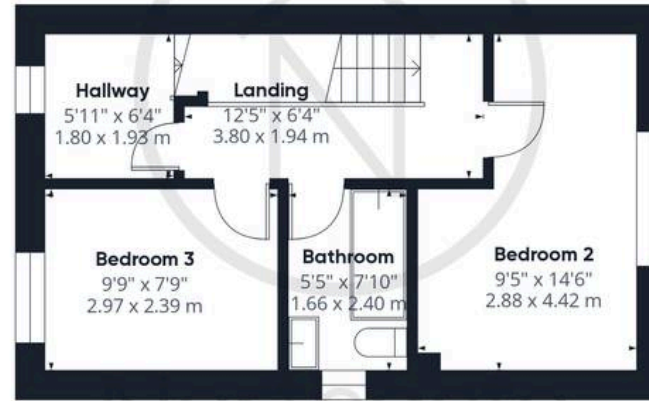 Hallway
5'11" x 6'4"
1.80 x 1.93 m
Landing
12'5" x 6'4"
3.80 x 1.94 m
Bedroom 3
9'9" x 7'9"
2.97 x 2.39 m
Bathroom
5'5" x 7'10"
1.66 x 2.40 m
Bedroom 2
9'5" x 14'6"
2.88 x 4.42 m